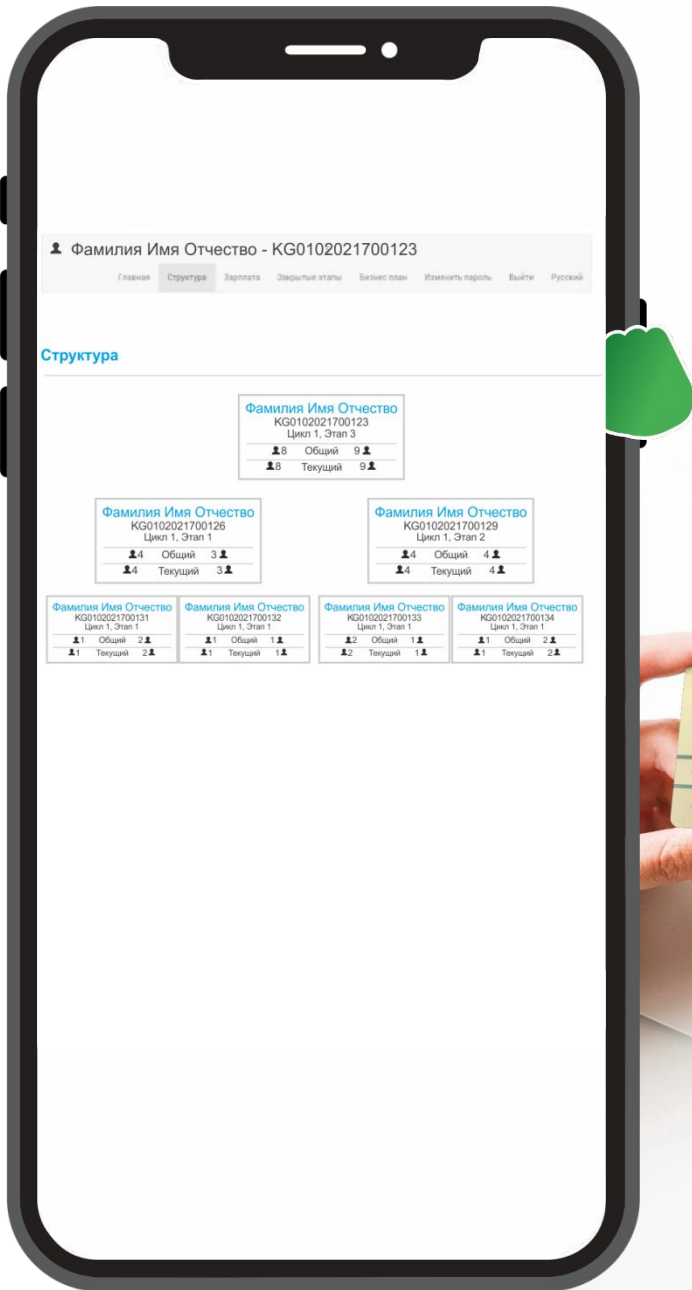 Фамилия Имя Отчество - KG0102021700123
Главная Структура Зарплата Закрытые этапы Бизнес план Изменить пароль Выйти Русский
Структура
Фамилия Имя Отчество
KG0102021700123
Цикл 1, Этап 3
8 Общий 9
8 Текущий 9
Фамилия Имя Отчество
KG0102021700126
Цикл 1, Этап 1
4 Общий 3
4 Текущий 3
Фамилия Имя Отчество
KG0102021700129
Цикл 1, Этап 2
4 Общий 4
4 Текущий 4
Фамилия Имя Отчество
KG0102021700131
Цикл 1, Этап 1
1 Общий 2
1 Текущий 2
Фамилия Имя Отчество
KG0102021700132
Цикл 1, Этап 1
1 Общий 1
1 Текущий 1
Фамилия Имя Отчество
KG0102021700133
Цикл 1, Этап 1
2 Общий 1
2 Текущий 1
Фамилия Имя Отчество
KG0102021700134
Цикл 1, Этап 1
1 Общий 2
1 Текущий 2